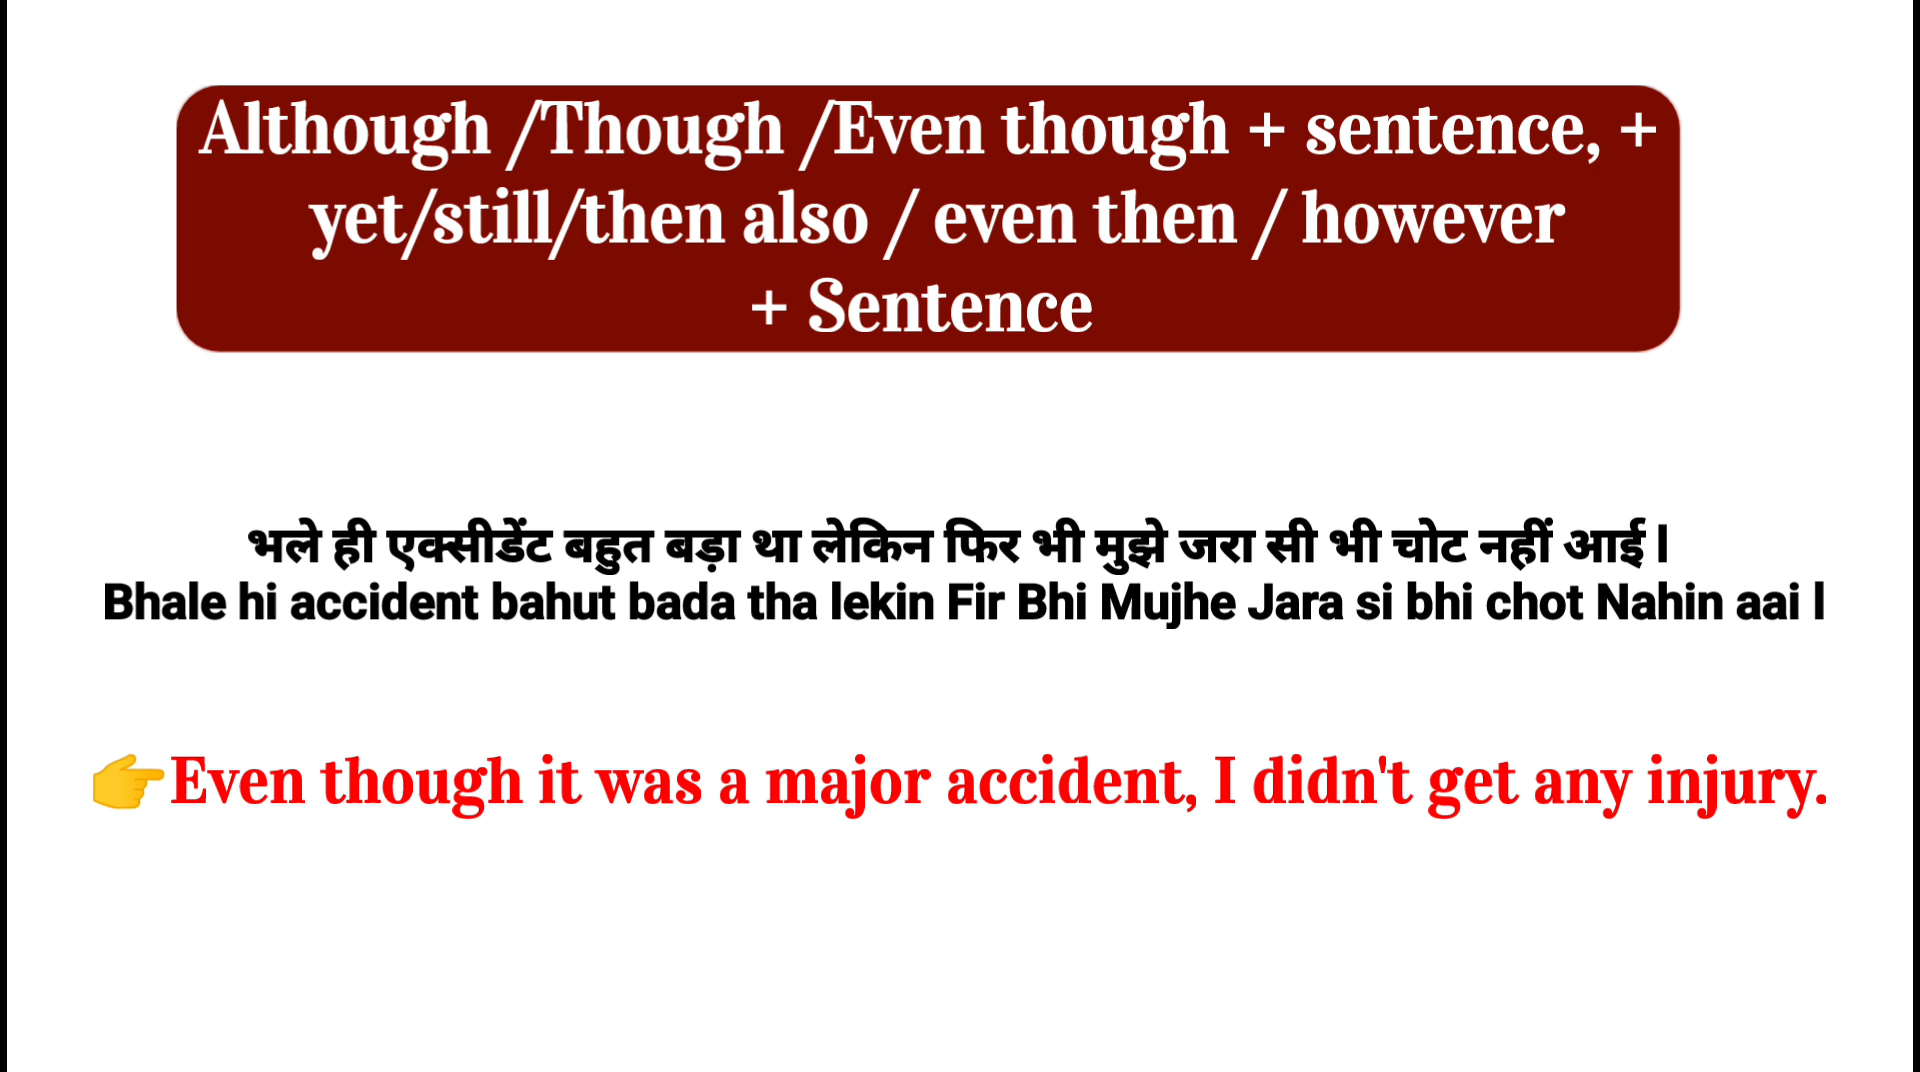 Although /Though /Even though + sentence, +
yet/still/then also / even then / however
+ Sentence
भले ही एक्सीडेंट बहुत बड़ा था लेकिन फिर भी मुझे जरा सी भी चोट नहीं आई l
Bhale hi accident bahut bada tha lekin Fir Bhi Mujhe Jara si bhi chot Nahin aai l
👉Even though it was a major accident, I didn't get any injury.